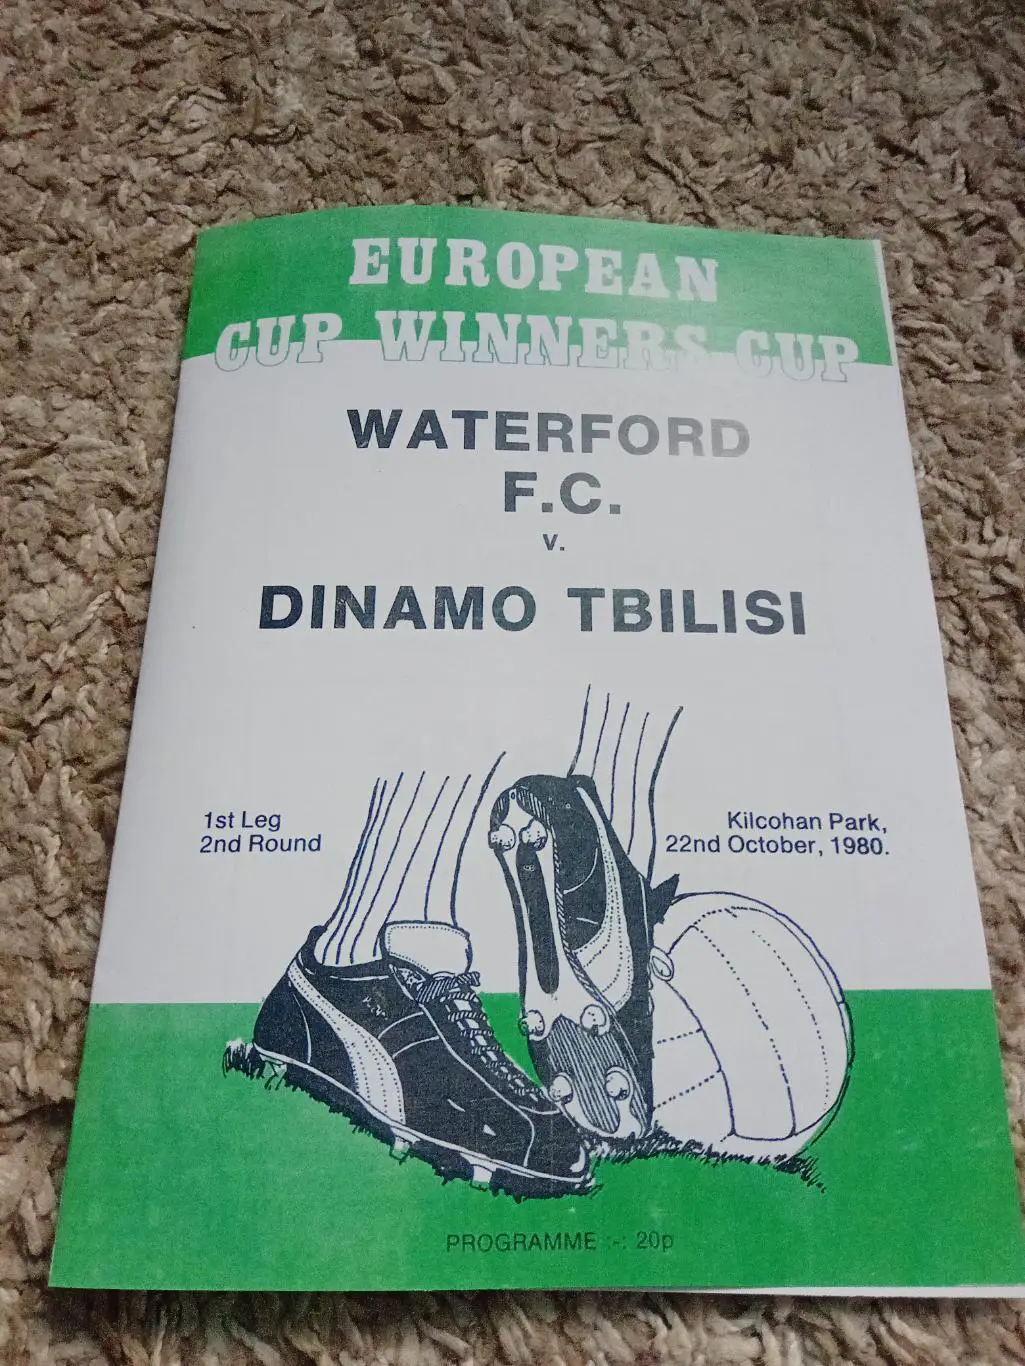 EUROPEAN
CUP WINNERS CUP
WATERFORD
F.C.
v.
DINAMO TBILISI
1st Leg
2nd Round
Kilcohan Park,
22nd October, 1980.
PROGRAMME :-: 20p